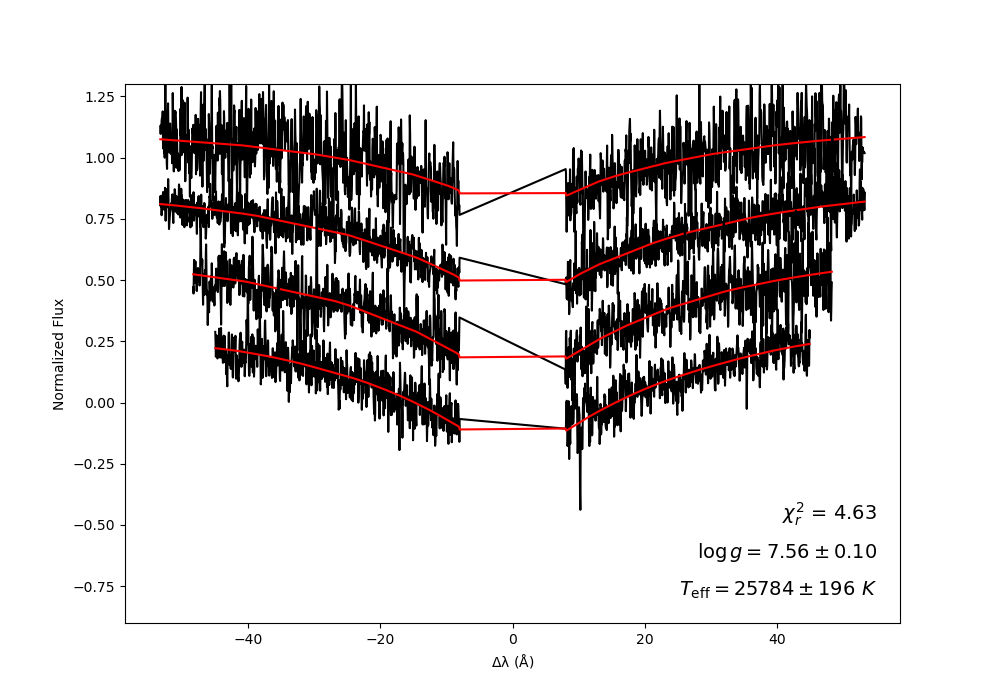 1.25
1.00
0.75
0.50
0.25
0.00
−0.25
−0.50
−0.75
Normalized Flux
χ²ᵣ = 4.63
log g = 7.56 ± 0.10
T_eff = 25784 ± 196 K
−40 −20 0 20 40
Δλ (Å)